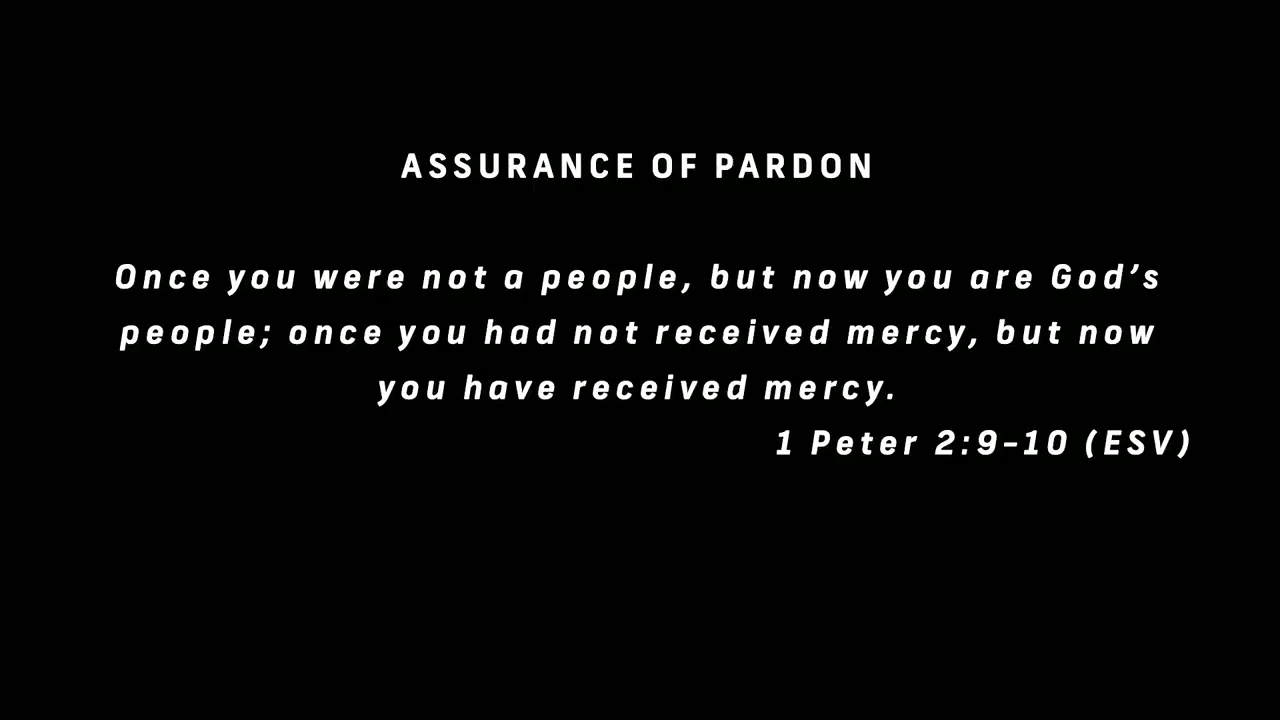 ASSURANCE OF PARDON
Once you were not a people, but now you are God’s
people; once you had not received mercy, but now
you have received mercy.
1 Peter 2:9–10 (ESV)